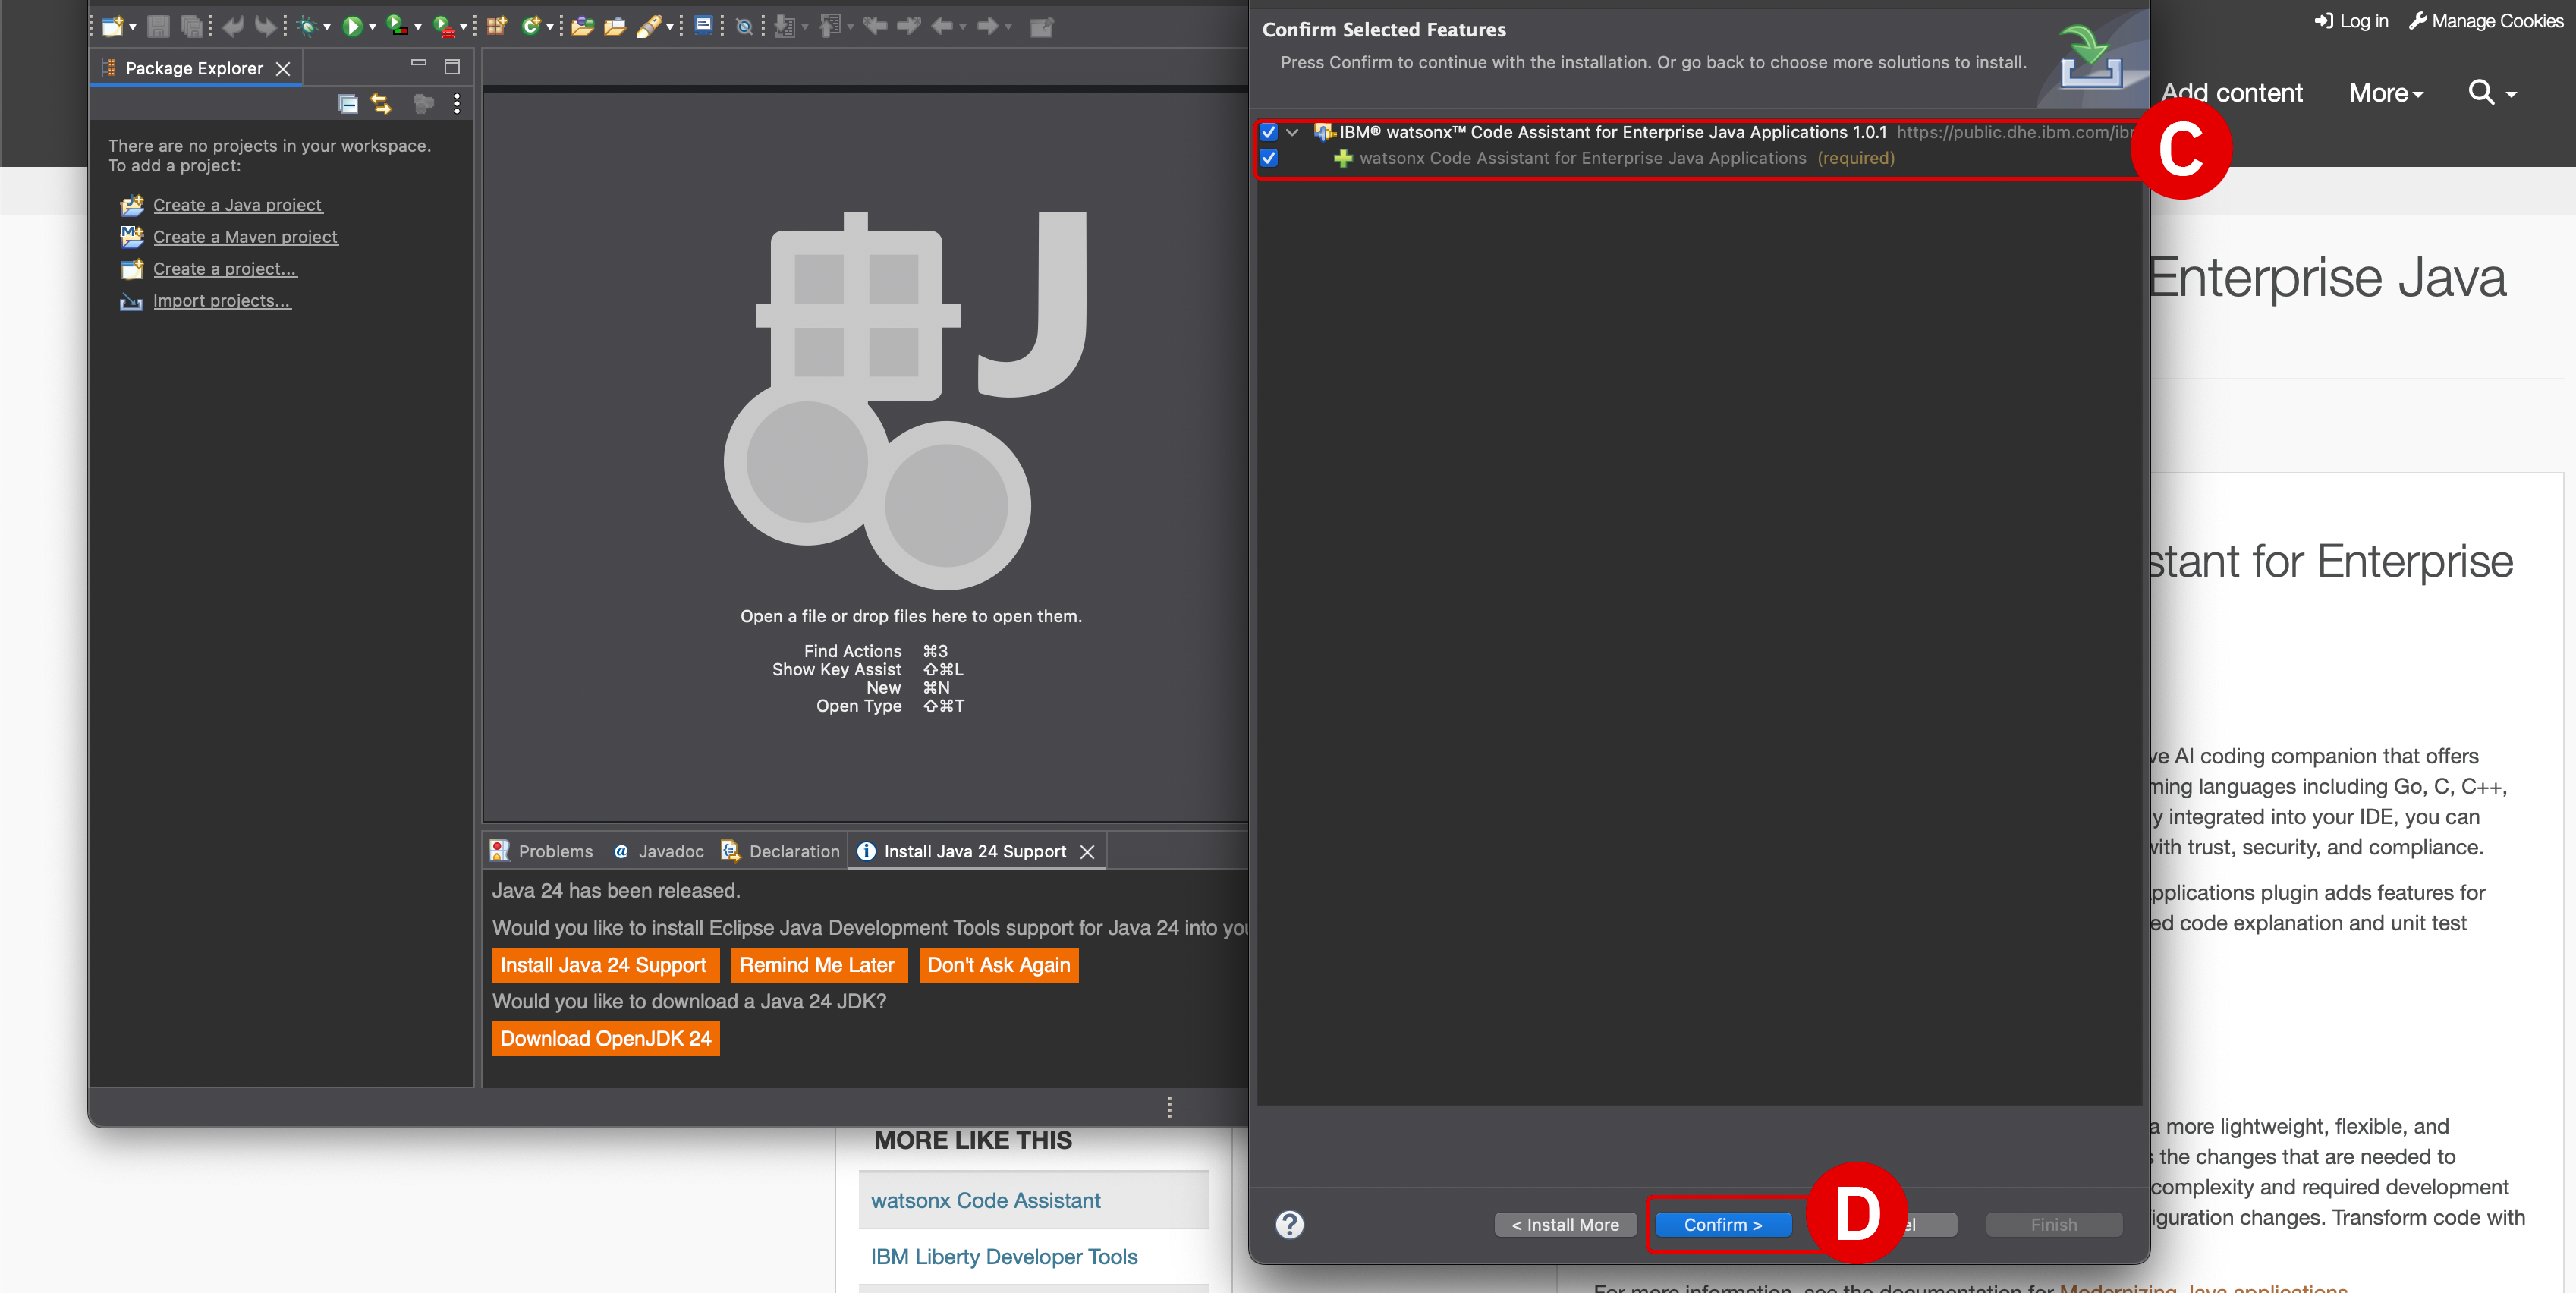 Package Explorer
There are no projects in your workspace.
To add a project:
Create a Java project
Create a Maven project
Create a project...
Import projects...
J
Open a file or drop files here to open them.
Find Actions ⌘3
Show Key Assist ⇧⌘L
New ⌘N
Open Type ⇧⌘T
Problems
@ Javadoc
Declaration
Install Java 24 Support
Java 24 has been released.
Would you like to install Eclipse Java Development Tools support for Java 24 into you
Install Java 24 Support
Remind Me Later
Don't Ask Again
Would you like to download a Java 24 JDK?
Download OpenJDK 24
MORE LIKE THIS
watsonx Code Assistant
IBM Liberty Developer Tools
Confirm Selected Features
Press Confirm to continue with the installation. Or go back to choose more solutions to install.
IBM® watsonx™ Code Assistant for Enterprise Java Applications 1.0.1 https://public.dhe.ibm.com/ibm
watsonx Code Assistant for Enterprise Java Applications (required)
C
?
< Install More
Confirm >
D
el
Finish
Log in
Manage Cookies
Add content
More
Enterprise Java
stant for Enterprise
ve AI coding companion that offers
ming languages including Go, C, C++,
y integrated into your IDE, you can
with trust, security, and compliance.
pplications plugin adds features for
ed code explanation and unit test
a more lightweight, flexible, and
s the changes that are needed to
complexity and required development
iguration changes. Transform code with
For more information, see the documentation for Modernizing Java applications